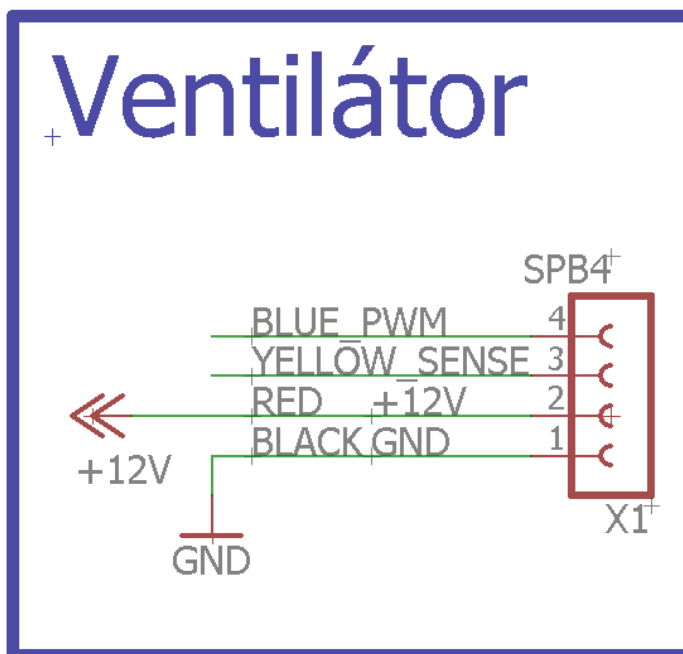 Ventilátor
SPB4
BLUE_PWM 4
YELLOW_SENSE 3
RED +12V 2
BLACK GND 1
+12V
X1
GND